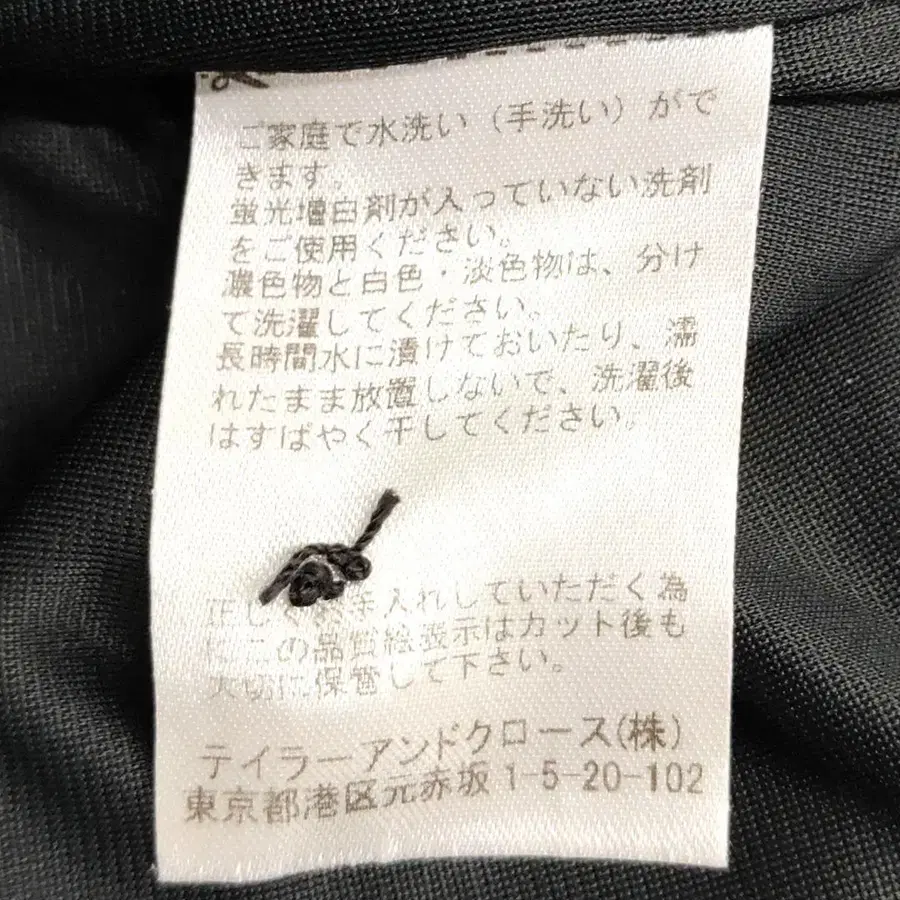 ご家庭で水洗い（手洗い）がで
きます。
蛍光増白剤が入っていない洗剤
をご使用ください。
濃色物と白色・淡色物は、分け
て洗濯してください。
長時間水に漬けておいたり、濡
れたまま放置しないで、洗濯後
はすばやく干してください。
正し 手入れしていただく為
にこの品質絵表示はカット後も
大切に保管して下さい。
テイラーアンドクロース(株)
東京都港区元赤坂1-5-20-102